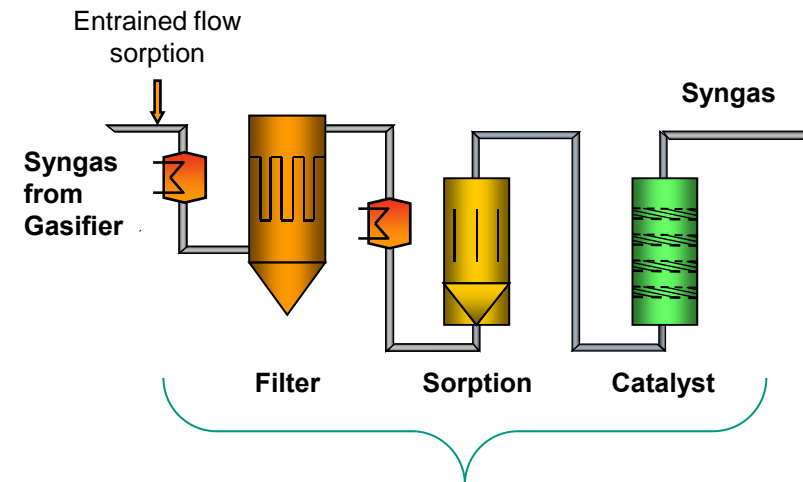 Entrained flow
sorption
Syngas
Syngas
from
Gasifier
Filter
Sorption
Catalyst